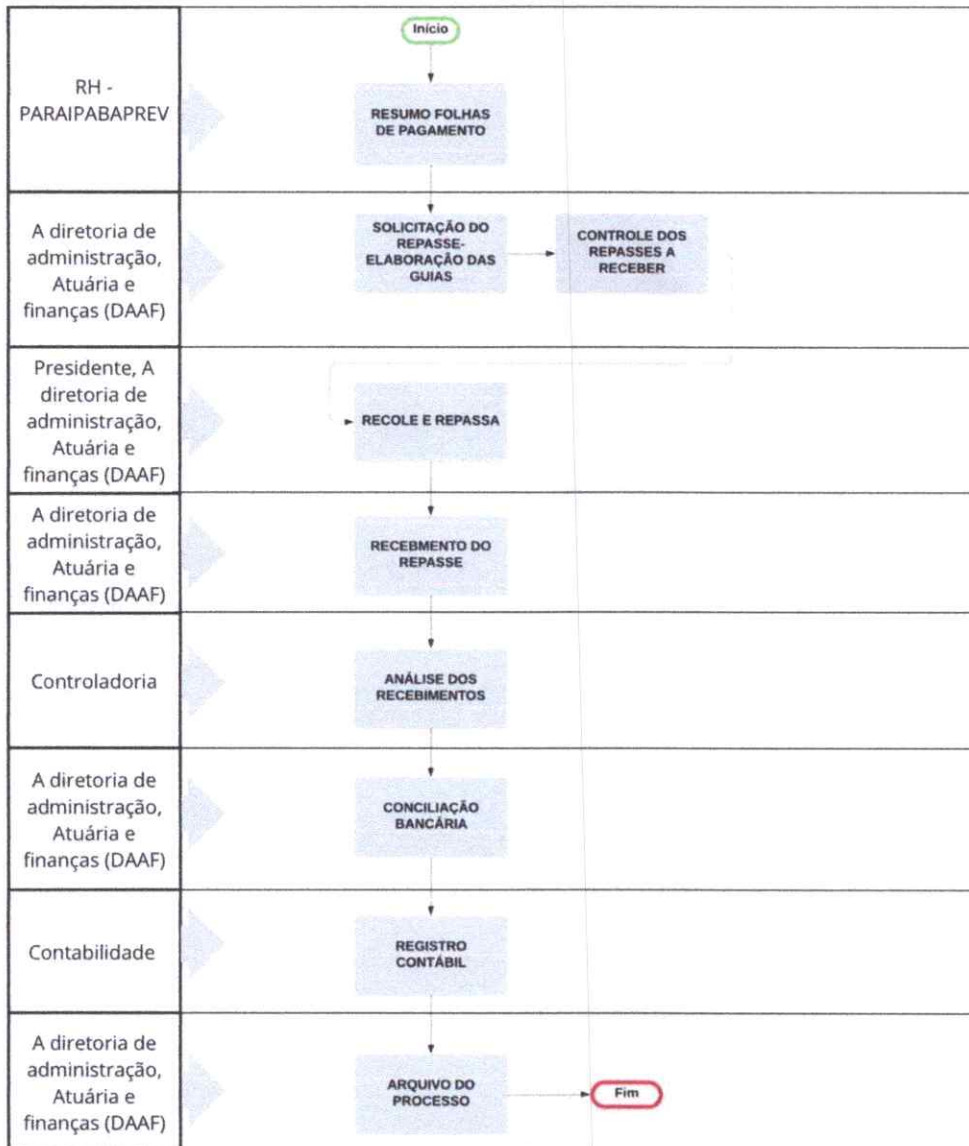 Início
RH -
PARAIPABAPREV
RESUMO FOLHAS
DE PAGAMENTO
A diretoria de
administração,
Atuária e
finanças (DAAF)
SOLICITAÇÃO DO
REPASSE-
ELABORAÇÃO DAS
GUIAS
CONTROLE DOS
REPASSES A
RECEBER
Presidente, A
diretoria de
administração,
Atuária e
finanças (DAAF)
RECOLE E REPASSA
A diretoria de
administração,
Atuária e
finanças (DAAF)
RECEBMENTO DO
REPASSE
Controladoria
ANÁLISE DOS
RECEBIMENTOS
A diretoria de
administração,
Atuária e
finanças (DAAF)
CONCILIAÇÃO
BANCÁRIA
Contabilidade
REGISTRO
CONTÁBIL
A diretoria de
administração,
Atuária e
finanças (DAAF)
ARQUIVO DO
PROCESSO
Fim